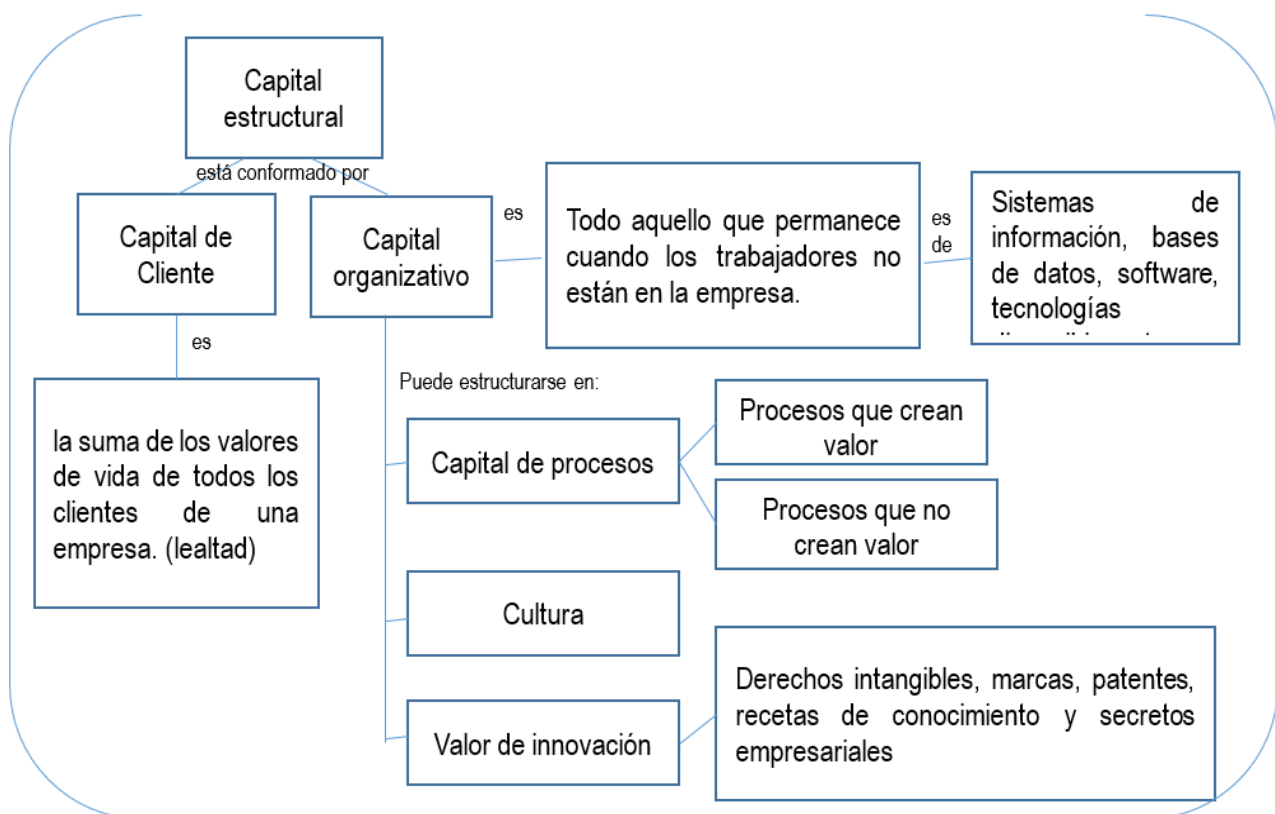 Capital
estructural
está conformado por
Capital de
Cliente
Capital
organizativo
es
Todo aquello que permanece
cuando los trabajadores no
están en la empresa.
es
de
Sistemas de
información, bases
de datos, software,
tecnologías
es
la suma de los valores
de vida de todos los
clientes de una
empresa. (lealtad)
Puede estructurarse en:
Capital de procesos
Procesos que crean
valor
Procesos que no
crean valor
Cultura
Valor de innovación
Derechos intangibles, marcas, patentes,
recetas de conocimiento y secretos
empresariales